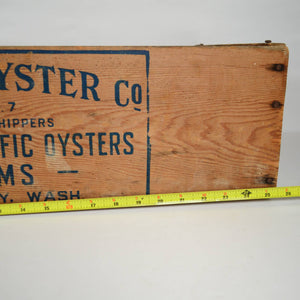 YSTER CO
7
HIPPERS
FIC OYSTERS
MS —
Y, WASH